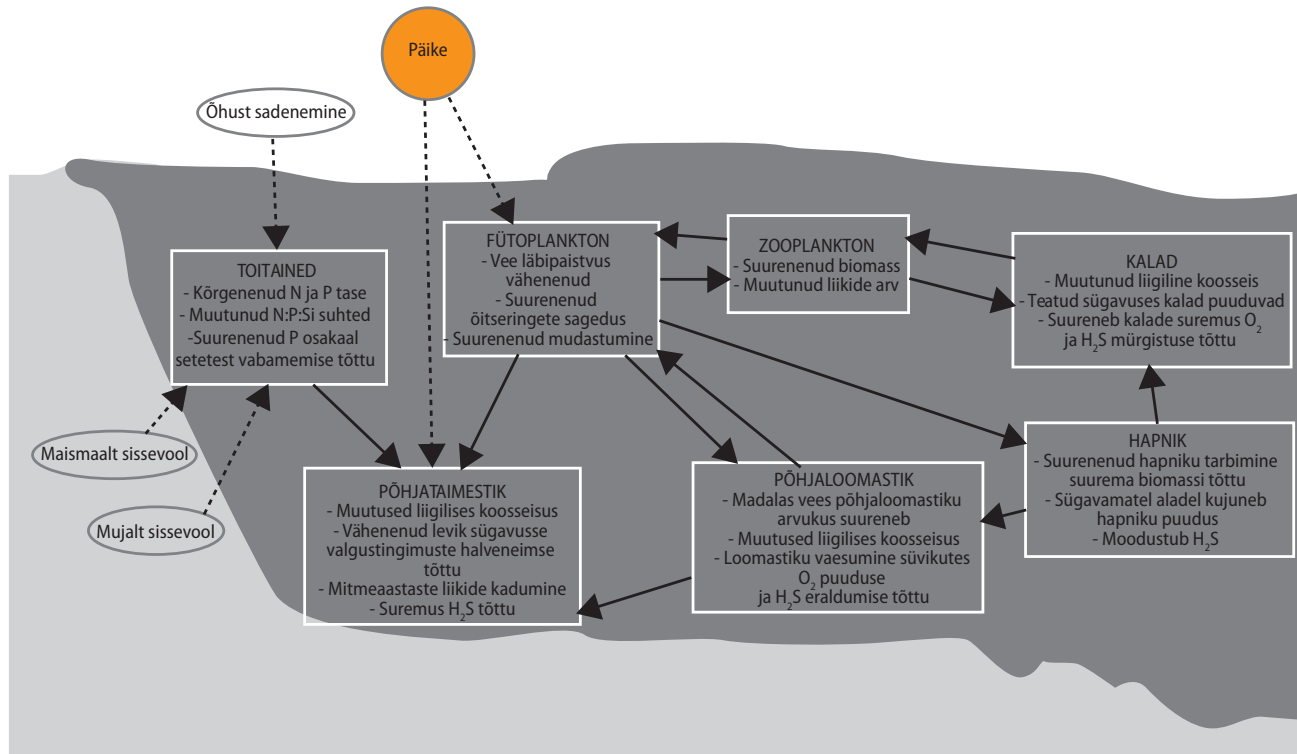 Päike
Õhust sadenemine
TOITAINED
- Kõrgenenud N ja P tase
- Muutunud N:P:Si suhted
-Suurenenud P osakaal
setetest vabamemise tõttu
FÜTOPLANKTON
- Vee läbipaistvus
vähenenud
- Suurenenud
õitseringete sagedus
- Suurenenud mudastumine
ZOOPLANKTON
- Suurenenud biomass
- Muutunud liikide arv
KALAD
- Muutunud liigiline koosseis
- Teatud sügavuses kalad puuduvad
- Suureneb kalade suremus O₂
ja H₂S mürgistuse tõttu
Maismaalt sissevool
Mujalt sissevool
PÕHJATAIMESTIK
- Muutused liigilises koosseisus
- Vähenenud levik sügavusse
valgustingimuste halveneimse
tõttu
- Mitmeaastaste liikide kadumine
- Suremus H₂S tõttu
PÕHJALOOMASTIK
- Madalas vees põhjaloomastiku
arvukus suureneb
- Muutused liigilises koosseisus
- Loomastiku vaesumine süvikutes
O₂ puuduse
ja H₂S eraldumise tõttu
HAPNIK
- Suurenenud hapniku tarbimine
suurema biomassi tõttu
- Sügavamatel aladel kujuneb
hapniku puudus
- Moodustub H₂S